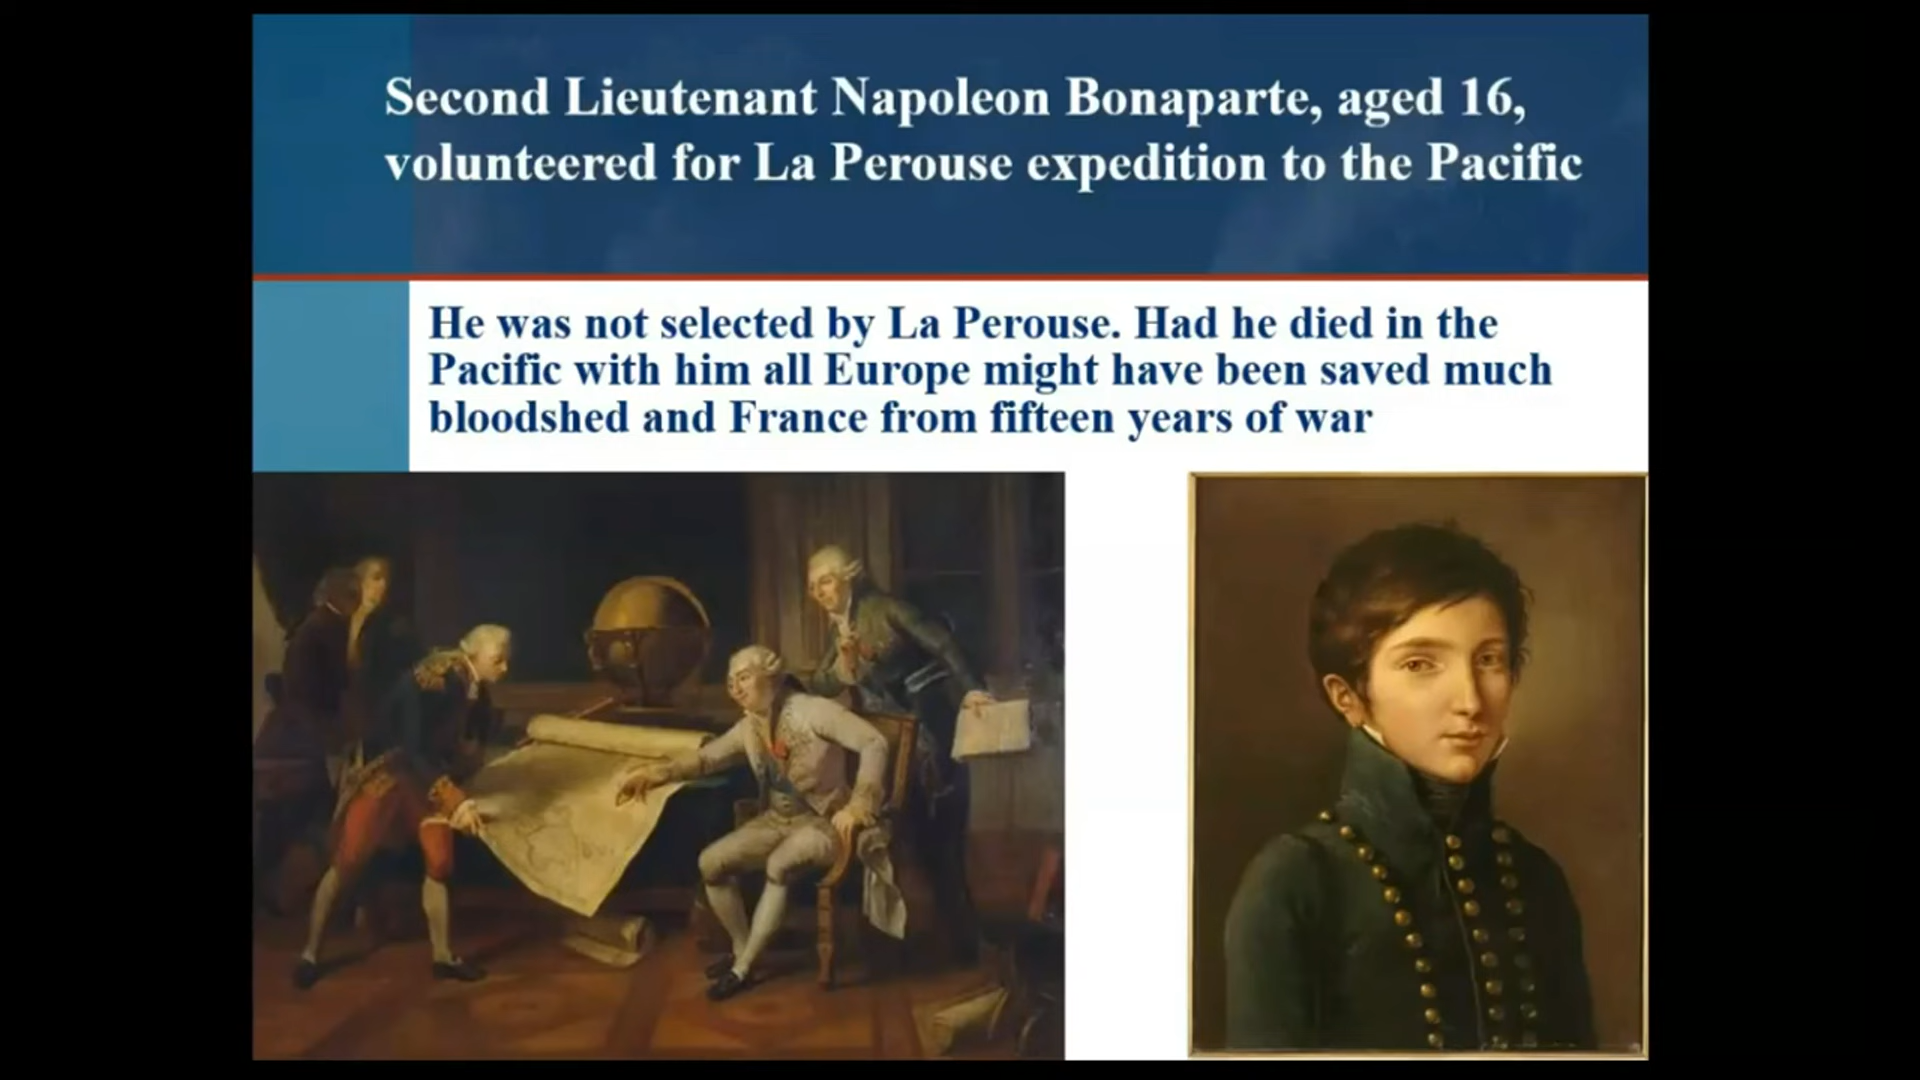 Second Lieutenant Napoleon Bonaparte, aged 16,
volunteered for La Perouse expedition to the Pacific
He was not selected by La Perouse. Had he died in the
Pacific with him all Europe might have been saved much
bloodshed and France from fifteen years of war